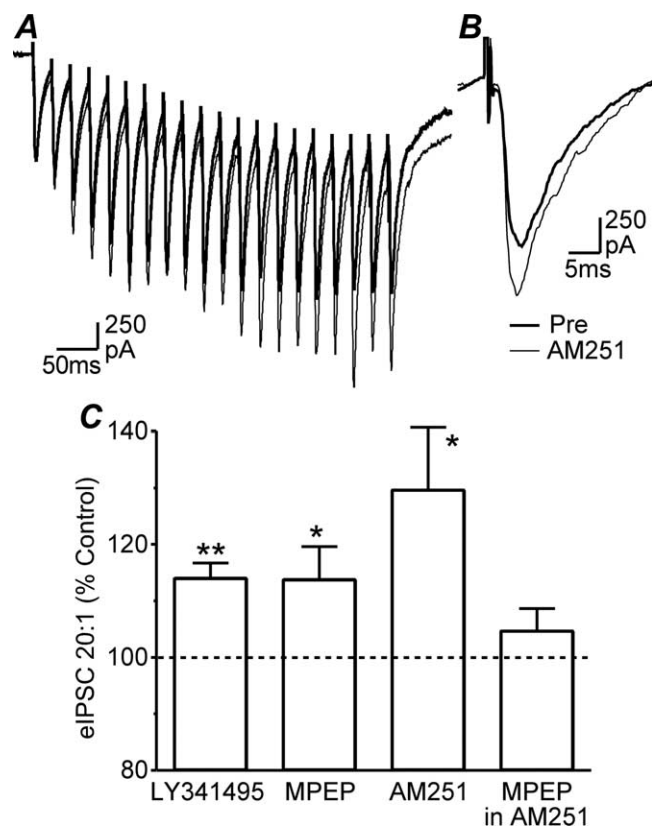 A
B
250
pA
50ms
250
pA
5ms
Pre
AM251
C
eIPSC 20:1 (% Control)
140
120
100
80
**
*
*
LY341495
MPEP
AM251
MPEP
in AM251